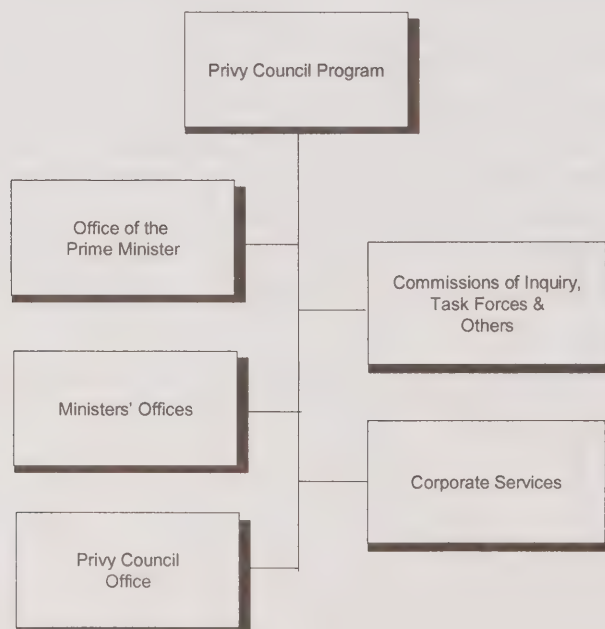 Privy Council Program
Office of the
Prime Minister
Commissions of Inquiry,
Task Forces &
Others
Ministers' Offices
Corporate Services
Privy Council
Office